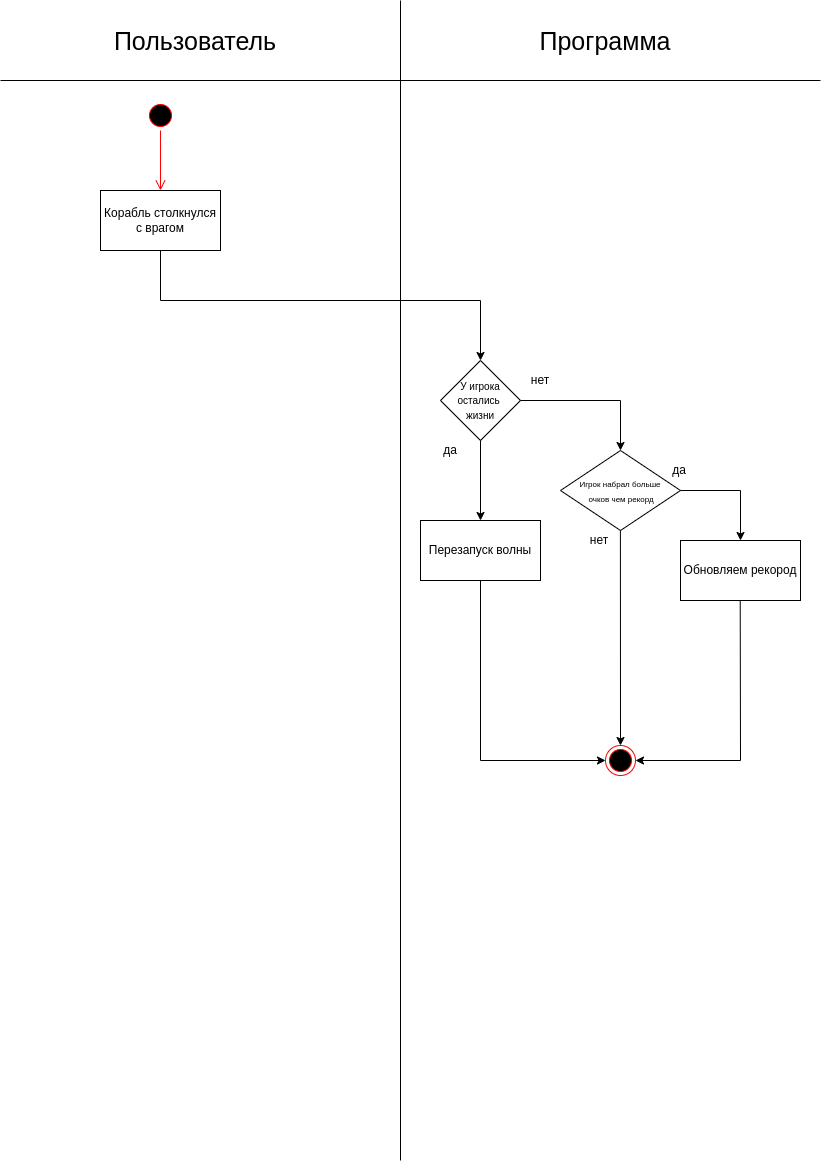 Пользователь
Программа
Корабль столкнулся
с врагом
У игрока
остались
жизни
нет
да
Игрок набрал больше
очков чем рекорд
да
нет
Перезапуск волны
Обновляем рекород